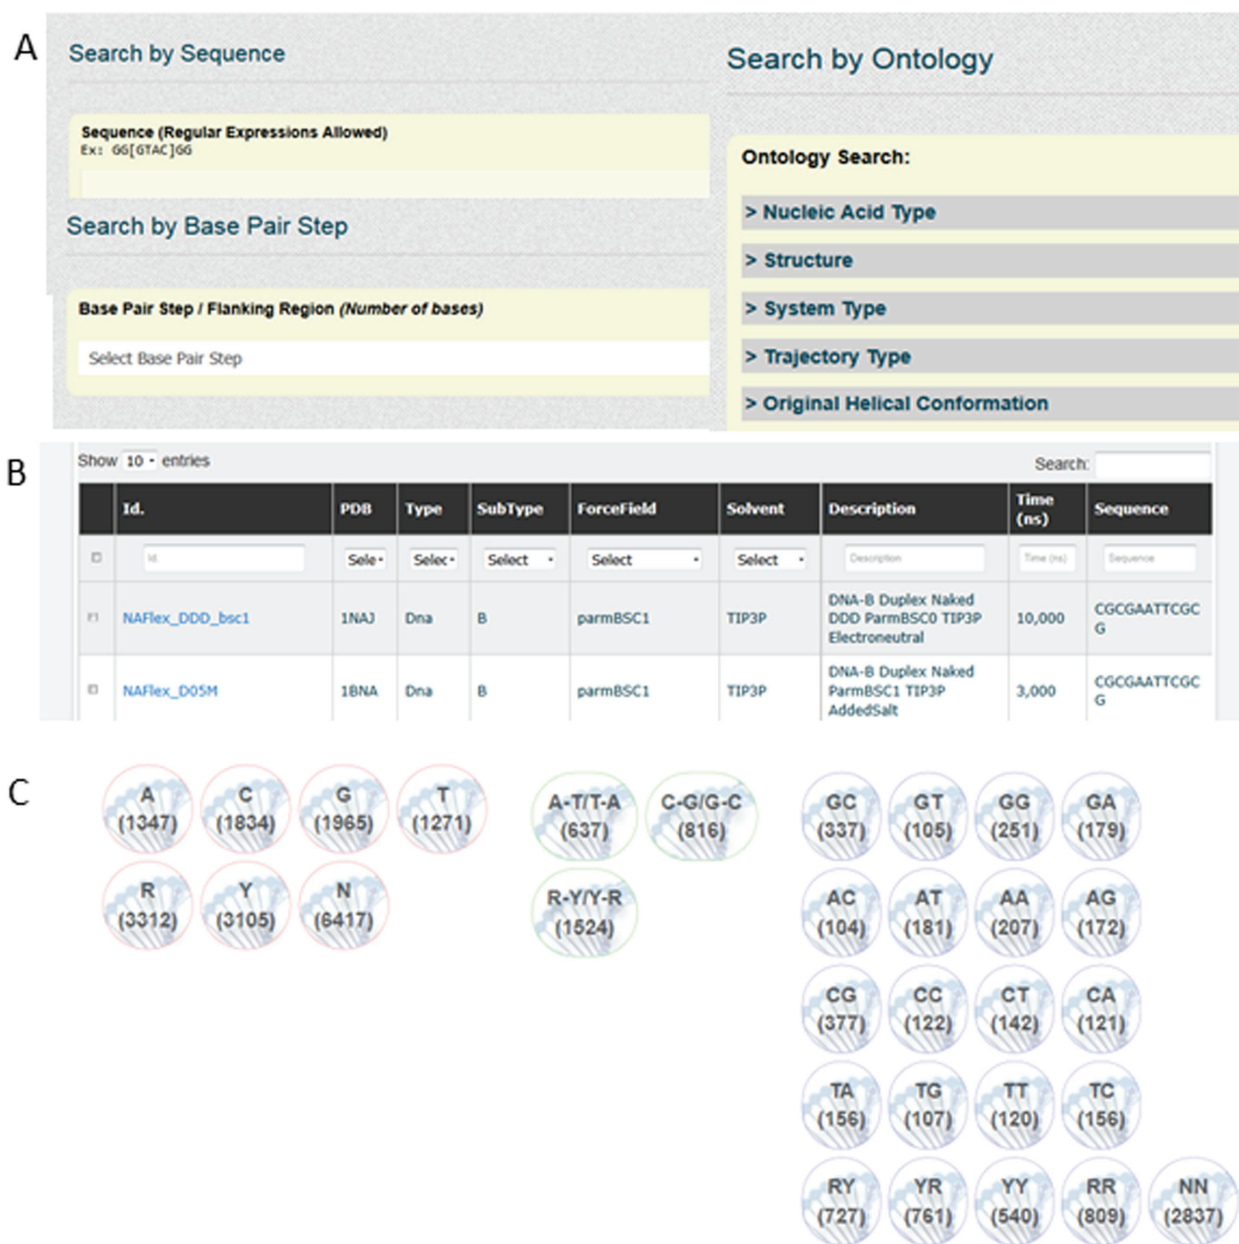 A
Search by Sequence
Sequence (Regular Expressions Allowed)
Ex: GG[GTAC]GG
Search by Base Pair Step
Base Pair Step / Flanking Region (Number of bases)
Select Base Pair Step
Search by Ontology
Ontology Search:
> Nucleic Acid Type
> Structure
> System Type
> Trajectory Type
> Original Helical Conformation
B
Show 10 entries
Search:
Id. PDB Type SubType ForceField Solvent Description Time (ns) Sequence
Id. Sele Selec Select Select Select Description Time (ns) Sequence
NAFlex_DDD_bsc1 1NAJ Dna B parmBSC1 TIP3P DNA-B Duplex Naked DDD ParmBSC0 TIP3P Electroneutral 10,000 CGCGAATTCGC G
NAFlex_D05M 1BNA Dna B parmBSC1 TIP3P DNA-B Duplex Naked ParmBSC1 TIP3P AddedSalt 3,000 CGCGAATTCGC G
C
A C G T
(1347) (1834) (1965) (1271)
R Y N
(3312) (3105) (6417)
A-T/T-A C-G/G-C
(637) (816)
R-Y/Y-R
(1524)
GC GT GG GA
(337) (105) (251) (179)
AC AT AA AG
(104) (181) (207) (172)
CG CC CT CA
(377) (122) (142) (121)
TA TG TT TC
(156) (107) (120) (156)
RY YR YY RR NN
(727) (761) (540) (809) (2837)